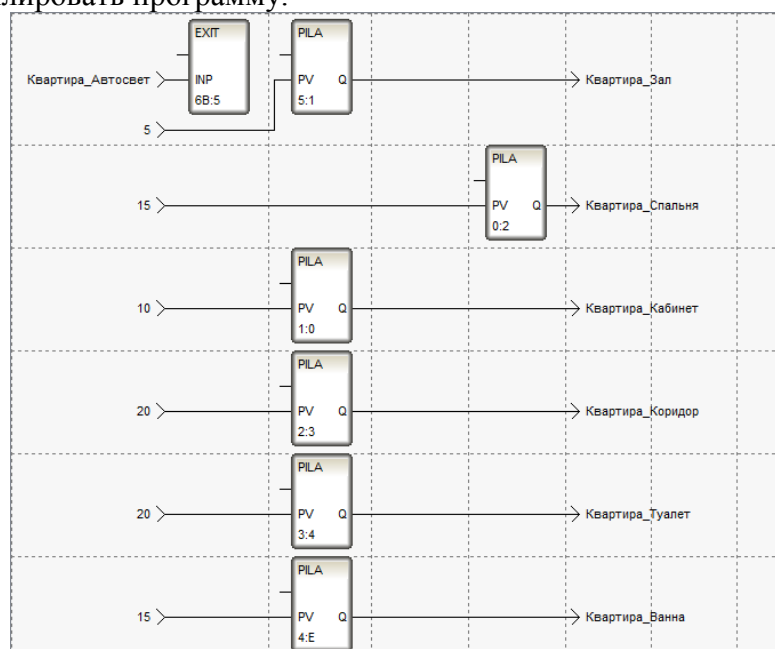 лировать программу.
EXIT PILA
Квартира_Автосвет INP PV Q Квартира_Зал
6B:5 5:1
5
PILA
15 PV Q Квартира_Спальня
0:2
PILA
10 PV Q Квартира_Кабинет
1:0
PILA
20 PV Q Квартира_Коридор
2:3
PILA
20 PV Q Квартира_Туалет
3:4
PILA
15 PV Q Квартира_Ванна
4:E